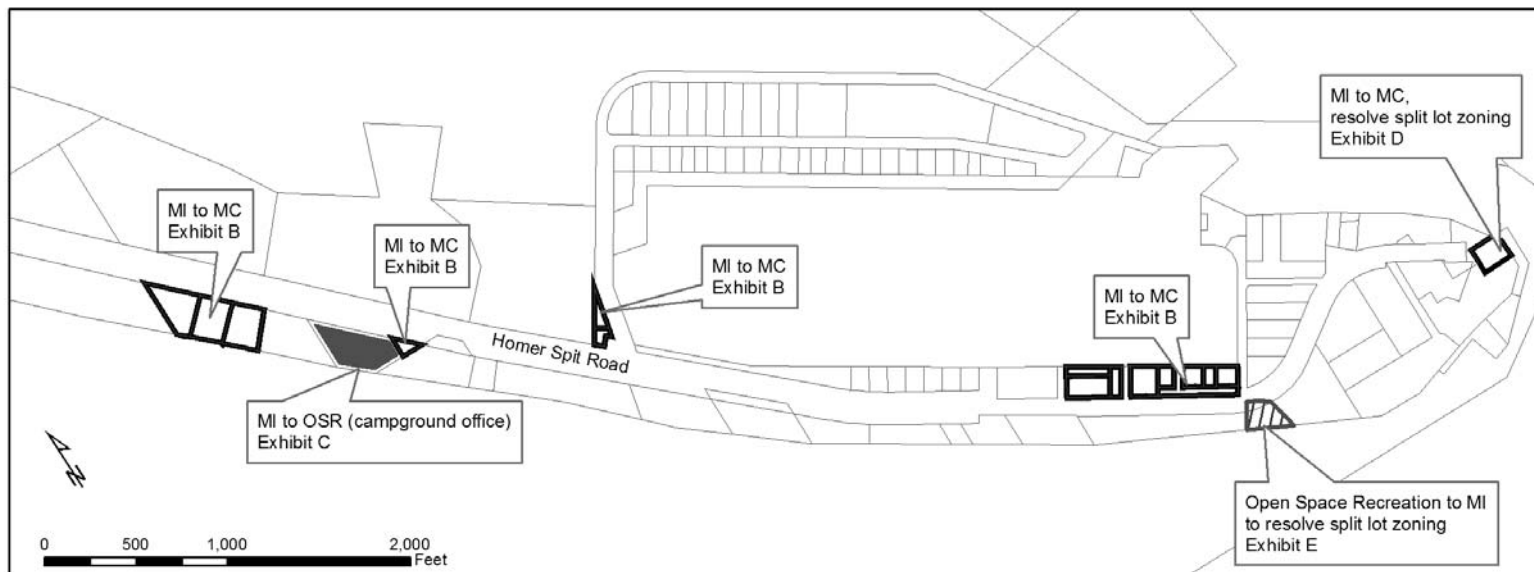 MI to MC,
resolve split lot zoning
Exhibit D
MI to MC
Exhibit B
MI to MC
Exhibit B
MI to MC
Exhibit B
MI to MC
Exhibit B
Homer Spit Road
MI to OSR (campground office)
Exhibit C
Open Space Recreation to MI
to resolve split lot zoning
Exhibit E
N
0 500 1,000 2,000
Feet